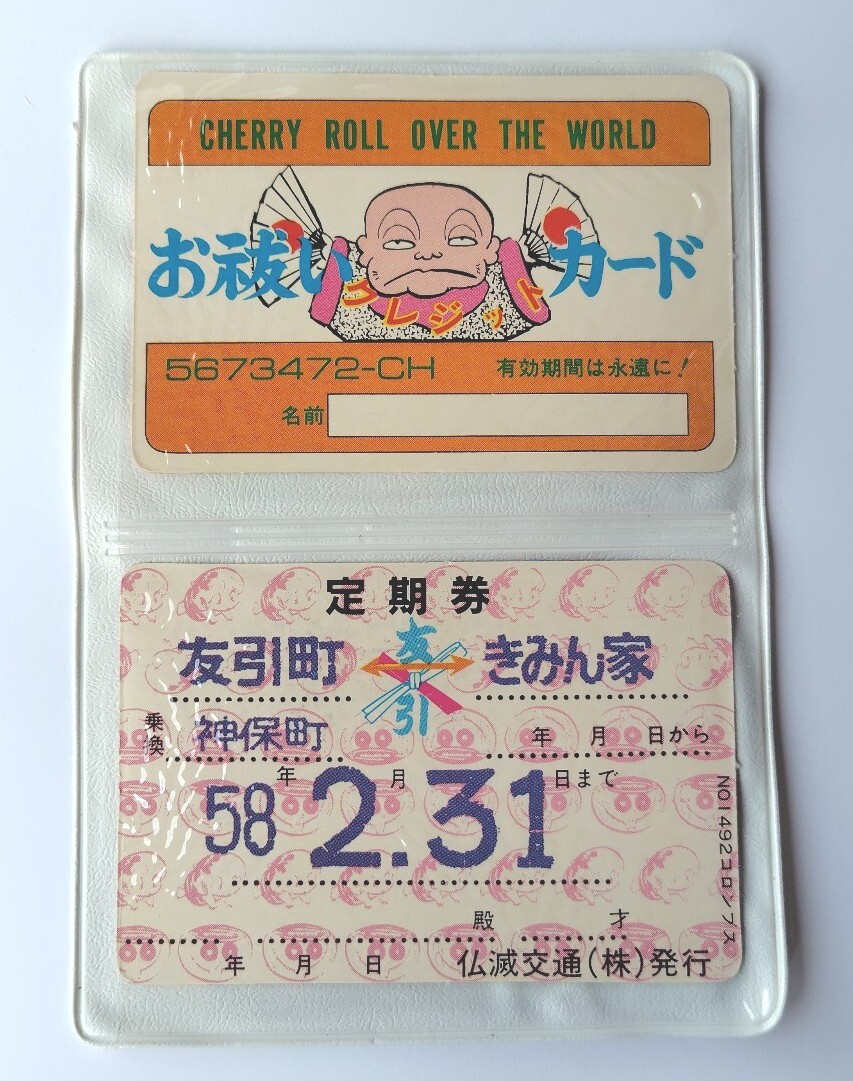 CHERRY ROLL OVER THE WORLD
お祓い クレジット カード
5673472-CH 有効期間は永遠に!
名前
定期券
友引町 友引 きみん家
乗換 神保町 年 月 日から
58年 2.月31日まで
NO1492コロンブス
殿 才
年 月 日 仏滅交通(株)発行